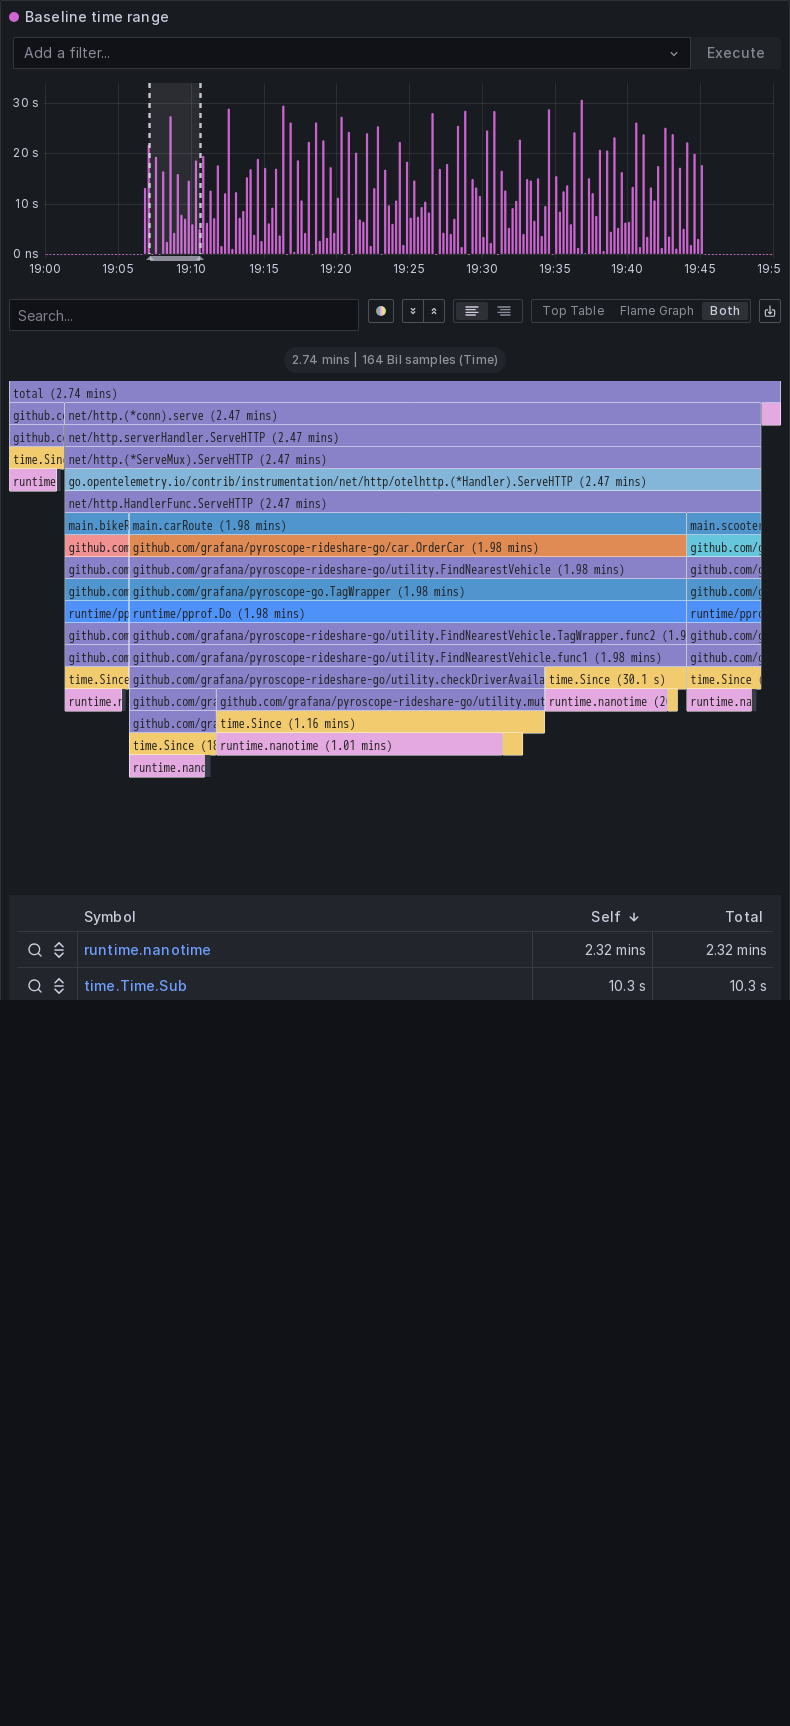 Baseline time range
Add a filter...
Execute
30 s
20 s
10 s
0 ns
19:00 19:05 19:10 19:15 19:20 19:25 19:30 19:35 19:40 19:45 19:5
Search...
Top Table Flame Graph Both
2.74 mins | 164 Bil samples (Time)
total (2.74 mins)
github.c net/http.(*conn).serve (2.47 mins)
github.c net/http.serverHandler.ServeHTTP (2.47 mins)
time.Sin net/http.(*ServeMux).ServeHTTP (2.47 mins)
runtime go.opentelemetry.io/contrib/instrumentation/net/http/otelhttp.(*Handler).ServeHTTP (2.47 mins)
net/http.HandlerFunc.ServeHTTP (2.47 mins)
main.bikeR main.carRoute (1.98 mins) main.scooter
github.com github.com/grafana/pyroscope-rideshare-go/car.OrderCar (1.98 mins) github.com/g
github.com github.com/grafana/pyroscope-rideshare-go/utility.FindNearestVehicle (1.98 mins) github.com/g
github.com github.com/grafana/pyroscope-go.TagWrapper (1.98 mins) github.com/g
runtime/pp runtime/pprof.Do (1.98 mins) runtime/ppro
github.com github.com/grafana/pyroscope-rideshare-go/utility.FindNearestVehicle.TagWrapper.func2 (1.9 github.com/g
github.com github.com/grafana/pyroscope-rideshare-go/utility.FindNearestVehicle.func1 (1.98 mins) github.com/g
time.Since github.com/grafana/pyroscope-rideshare-go/utility.checkDriverAvaila time.Since (30.1 s) time.Since (
runtime.n github.com/gra github.com/grafana/pyroscope-rideshare-go/utility.mut runtime.nanotime (2 runtime.na
github.com/gra time.Since (1.16 mins)
time.Since (18 runtime.nanotime (1.01 mins)
runtime.nano
Symbol Self Total
runtime.nanotime 2.32 mins 2.32 mins
time.Time.Sub 10.3 s 10.3 s